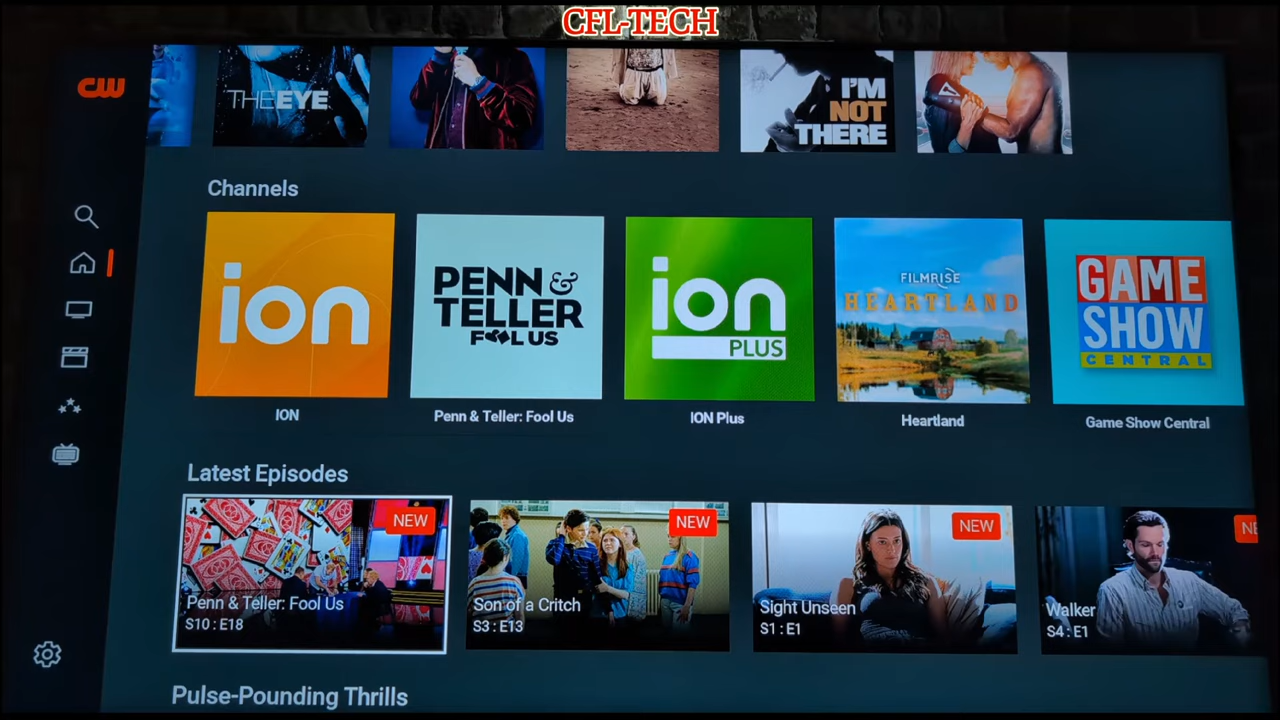 CFL-TECH
CW
THE EYE
I'M
NOT
THERE
Channels
ion
PENN &
TELLER
F L US
ion
PLUS
FILMRISE
HEARTLAND
GAME
SHOW
CENTRAL
ION
Penn & Teller: Fool Us
ION Plus
Heartland
Game Show Central
Latest Episodes
NEW
Penn & Teller: Fool Us
S10 : E18
NEW
Son of a Critch
S3 : E13
NEW
Sight Unseen
S1 : E1
NE
Walker
S4 : E1
Pulse-Pounding Thrills